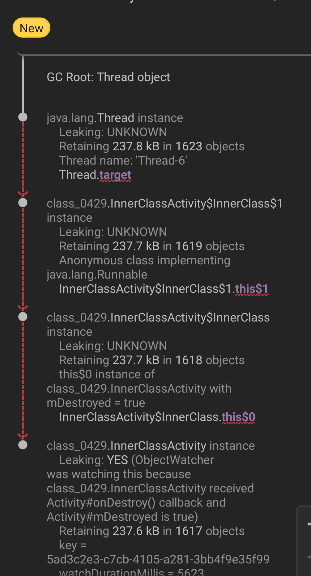 New
GC Root: Thread object
java.lang.Thread instance
Leaking: UNKNOWN
Retaining 237.8 kB in 1623 objects
Thread name: 'Thread-6'
Thread.target
class_0429.InnerClassActivity$InnerClass$1
instance
Leaking: UNKNOWN
Retaining 237.7 kB in 1619 objects
Anonymous class implementing
java.lang.Runnable
InnerClassActivity$InnerClass$1.this$1
class_0429.InnerClassActivity$InnerClass
instance
Leaking: UNKNOWN
Retaining 237.7 kB in 1618 objects
this$0 instance of
class_0429.InnerClassActivity with
mDestroyed = true
InnerClassActivity$InnerClass.this$0
class_0429.InnerClassActivity instance
Leaking: YES (ObjectWatcher
was watching this because
class_0429.InnerClassActivity received
Activity#onDestroy() callback and
Activity#mDestroyed is true)
Retaining 237.6 kB in 1617 objects
key =
5ad3c2e3-c7cb-4105-a281-3bb4f9e35f99
watchDurationMillis = 5623